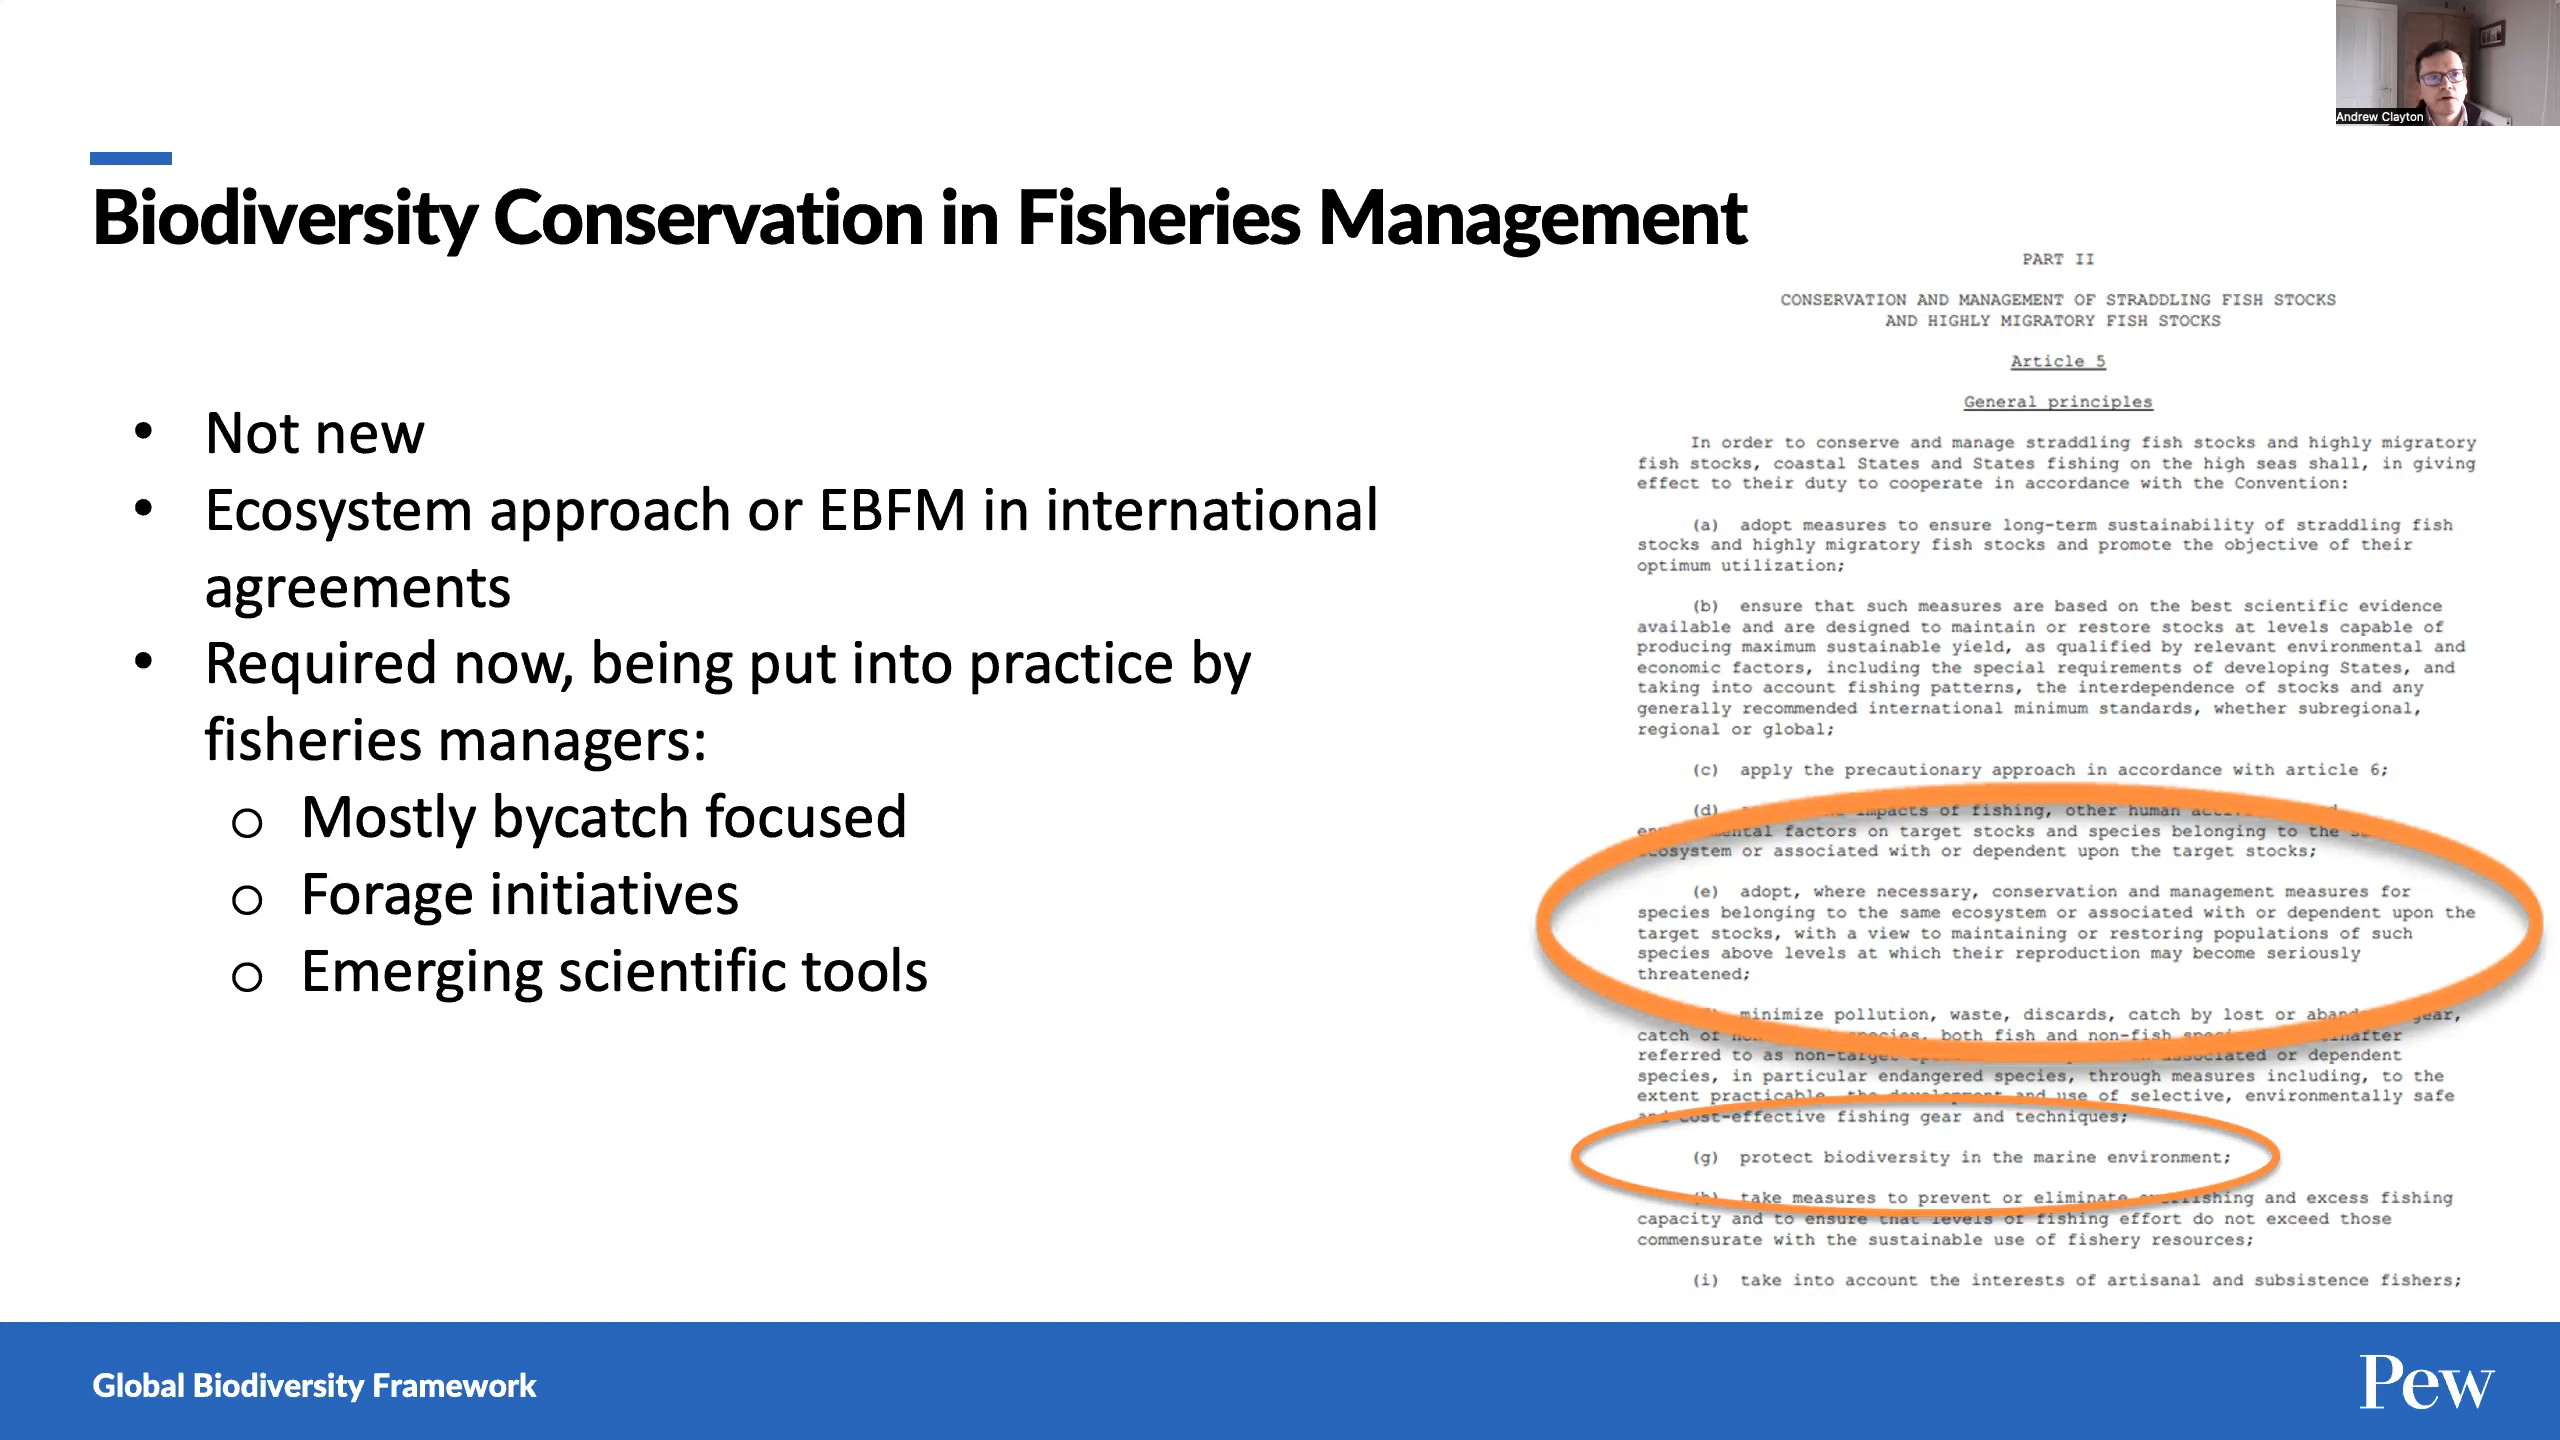 Andrew Clayton
Biodiversity Conservation in Fisheries Management
• Not new
• Ecosystem approach or EBFM in international
agreements
• Required now, being put into practice by
fisheries managers:
o Mostly bycatch focused
o Forage initiatives
o Emerging scientific tools
PART II
CONSERVATION AND MANAGEMENT OF STRADDLING FISH STOCKS
AND HIGHLY MIGRATORY FISH STOCKS
Article 5
General principles
In order to conserve and manage straddling fish stocks and highly migratory
fish stocks, coastal States and States fishing on the high seas shall, in giving
effect to their duty to cooperate in accordance with the Convention:
(a) adopt measures to ensure long-term sustainability of straddling fish
stocks and highly migratory fish stocks and promote the objective of their
optimum utilization;
(b) ensure that such measures are based on the best scientific evidence
available and are designed to maintain or restore stocks at levels capable of
producing maximum sustainable yield, as qualified by relevant environmental and
economic factors, including the special requirements of developing States, and
taking into account fishing patterns, the interdependence of stocks and any
generally recommended international minimum standards, whether subregional,
regional or global;
(c) apply the precautionary approach in accordance with article 6;
(d) impacts of fishing, other human
factors on target stocks and species belonging to the
ecosystem or associated with or dependent upon the target stocks;
(e) adopt, where necessary, conservation and management measures for
species belonging to the same ecosystem or associated with or dependent upon the
target stocks, with a view to maintaining or restoring populations of such
species above levels at which their reproduction may become seriously
threatened;
minimize pollution, waste, discards, catch by lost or gear,
catch of both fish and non-fish
referred to as associated or dependent
species, in particular endangered species, through measures including, to the
extent practicable, the development and use of selective, environmentally safe
and cost-effective fishing gear and techniques;
(g) protect biodiversity in the marine environment;
(h) take measures to prevent or eliminate overfishing and excess fishing
capacity and to ensure that levels of fishing effort do not exceed those
commensurate with the sustainable use of fishery resources;
(i) take into account the interests of artisanal and subsistence fishers;
Global Biodiversity Framework
Pew